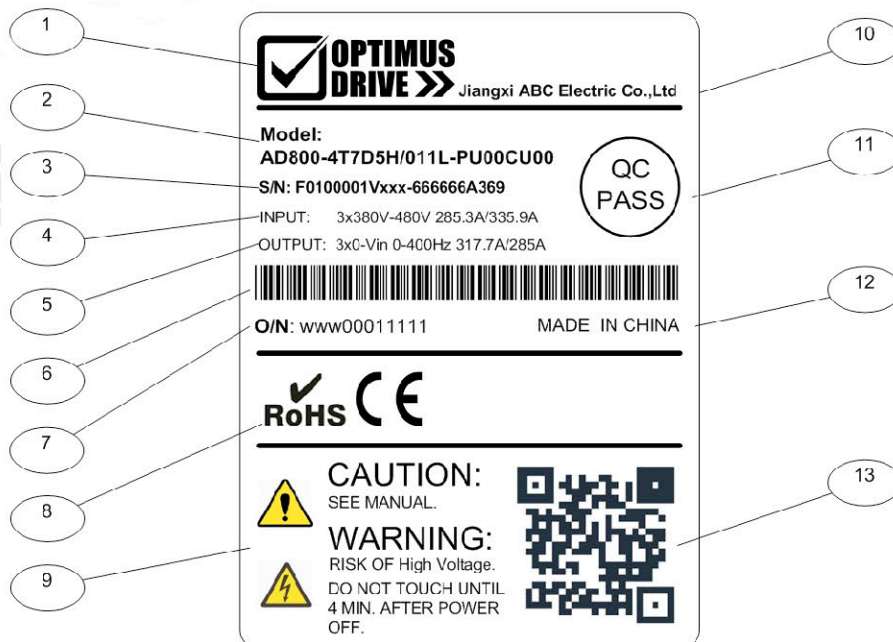 1
2
3
4
5
6
7
8
9
10
11
12
13
OPTIMUS
DRIVE
Jiangxi ABC Electric Co.,Ltd
Model:
AD800-4T7D5H/011L-PU00CU00
S/N: F0100001Vxxx-666666A369
INPUT: 3x380V-480V 285.3A/335.9A
OUTPUT: 3x0-Vin 0-400Hz 317.7A/285A
QC
PASS
O/N: www00011111
MADE IN CHINA
RoHS CE
CAUTION:
SEE MANUAL.
WARNING:
RISK OF High Voltage.
DO NOT TOUCH UNTIL
4 MIN. AFTER POWER
OFF.